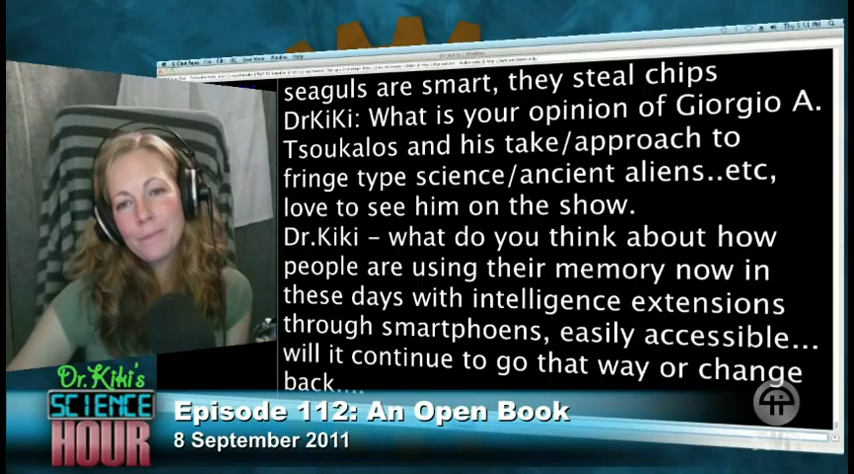 Thu 5:51 PM
seaguls are smart, they steal chips
DrKiKi: What is your opinion of Giorgio A.
Tsoukalos and his take/approach to
fringe type science/ancient aliens..etc,
love to see him on the show.
Dr.Kiki – what do you think about how
people are using their memory now in
these days with intelligence extensions
through smartphoens, easily accessible...
will it continue to go that way or change
back....
Dr. Kiki's
SCIENCE
HOUR
Episode 112: An Open Book
8 September 2011